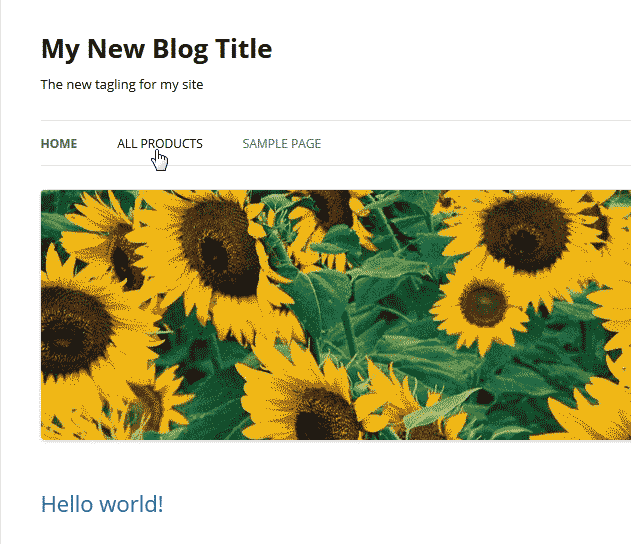 My New Blog Title
The new tagling for my site
HOME ALL PRODUCTS SAMPLE PAGE
Hello world!